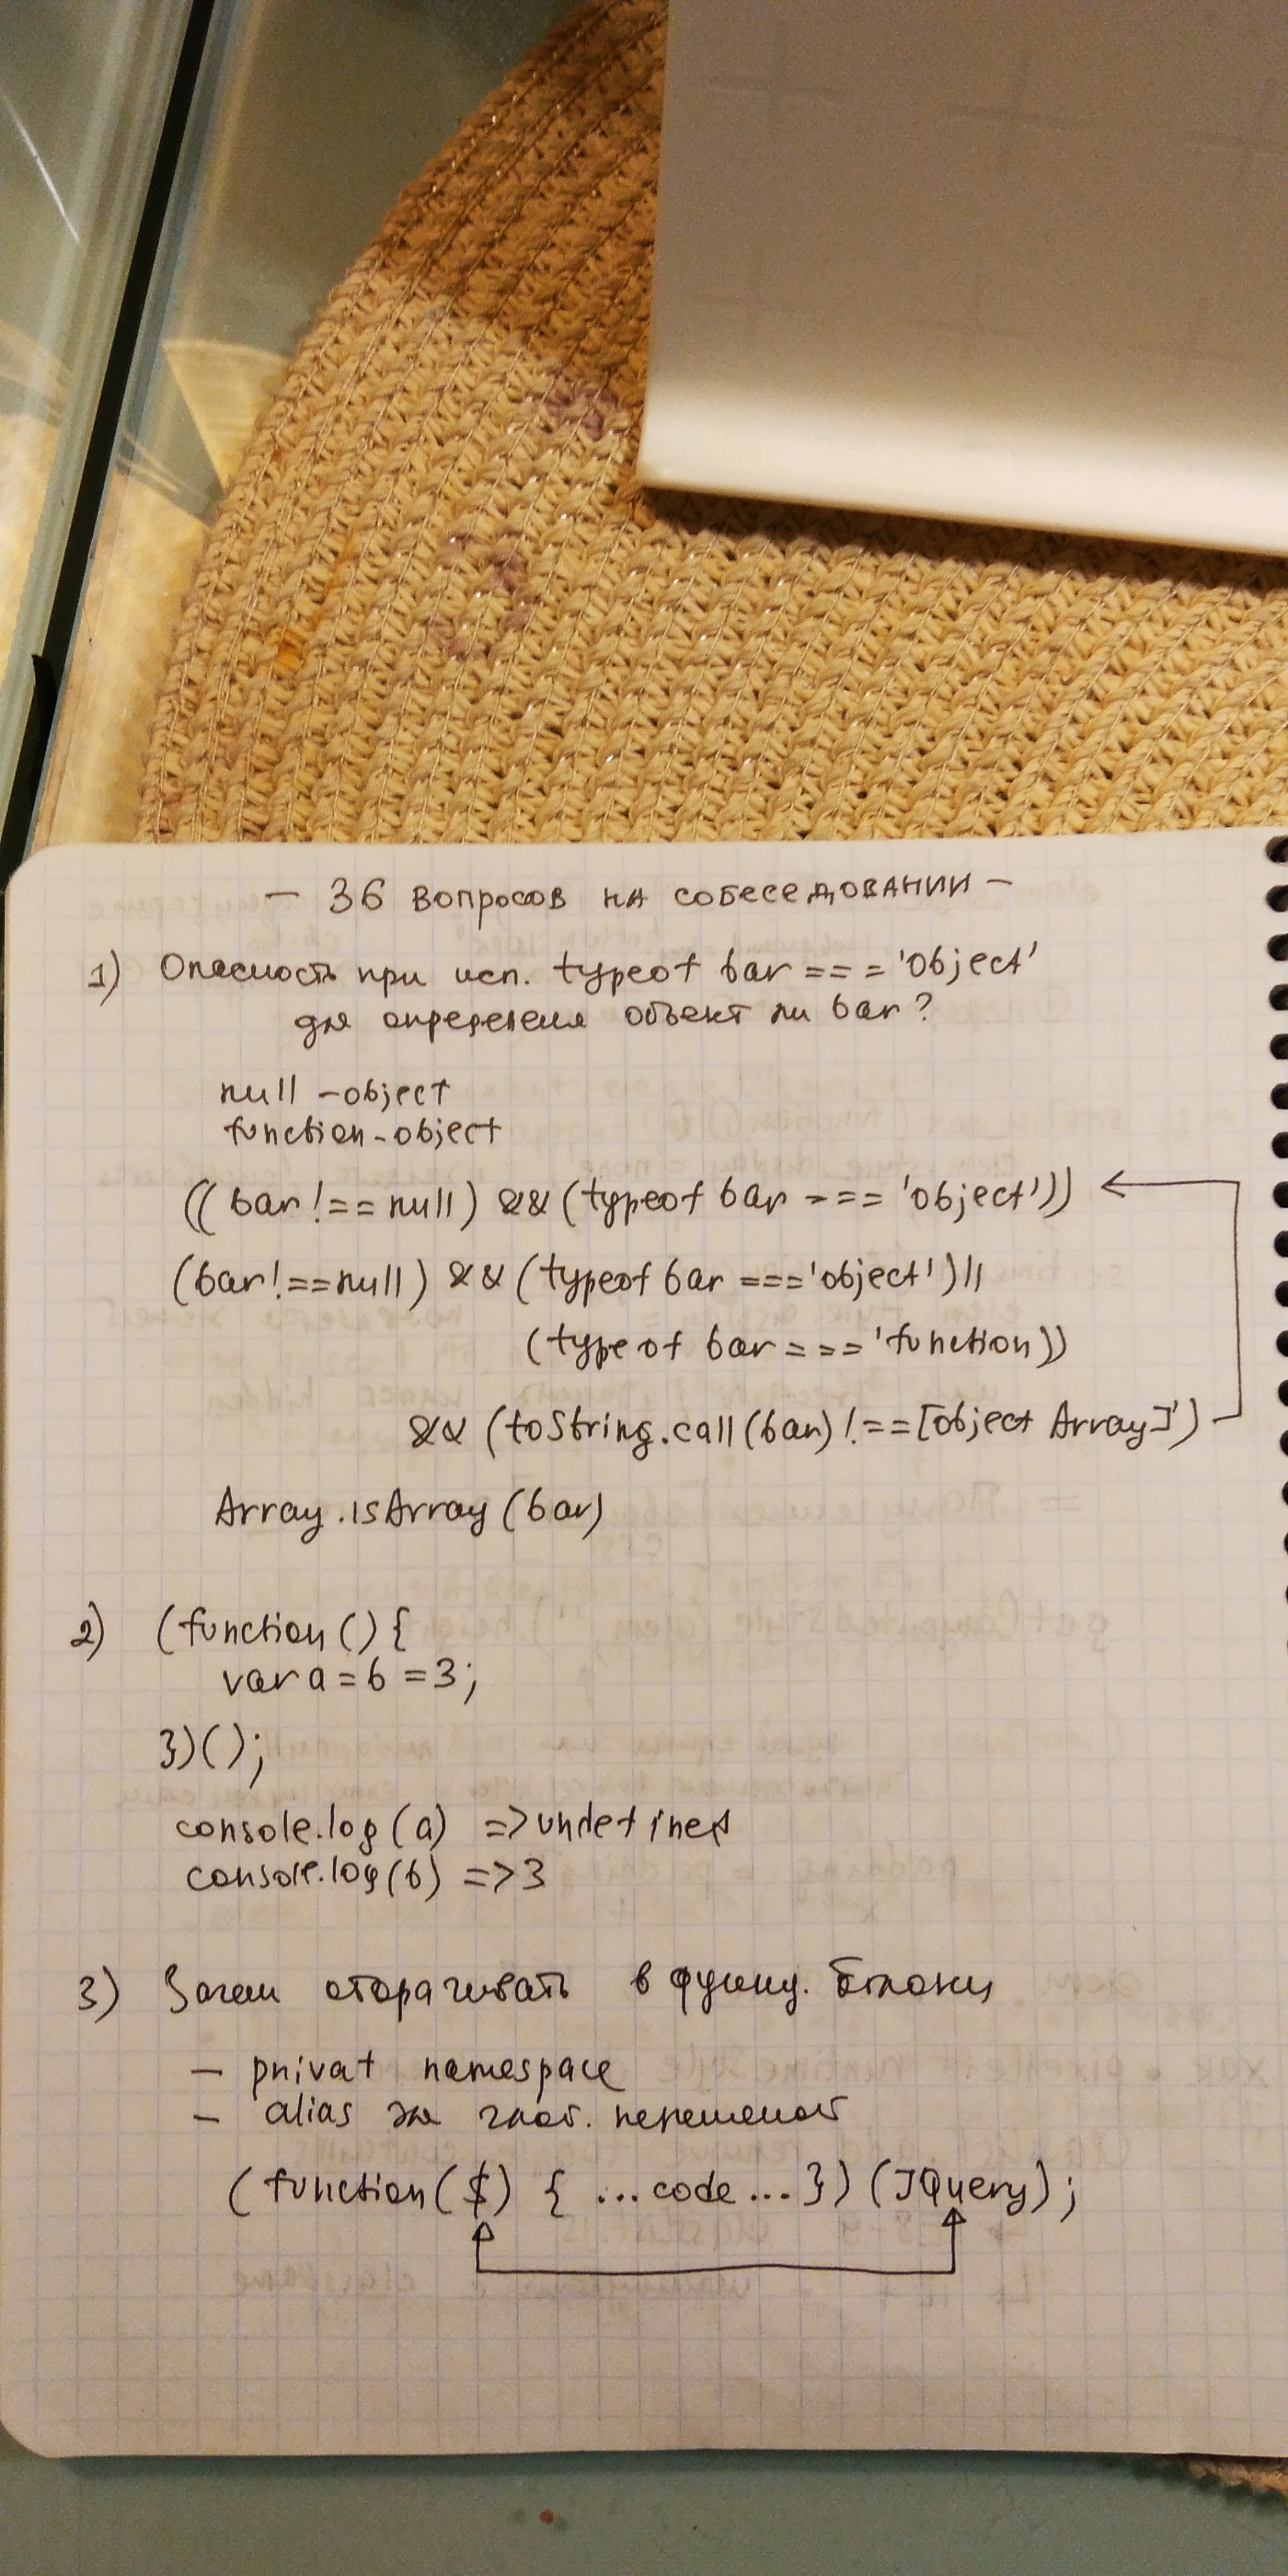 — 36 вопросов на собеседовании —
1) Опасность при исп. typeof bar === 'object'
для определения объект ли bar?
null - object
function - object
((bar !== null) && (typeof bar === 'object'))
(bar !== null) && (typeof bar === 'object') ||
(typeof bar === 'function))
&& (toString.call(bar) !== [object Array]')
Array.isArray(bar)
2) (function () {
var a = b = 3;
})();
console.log(a) => undefined
console.log(b) => 3
3) Зачем оборачивать в функц. блоки
— privat namespace
— alias для глоб. переменой
(function($) { ...code... }) (JQuery);